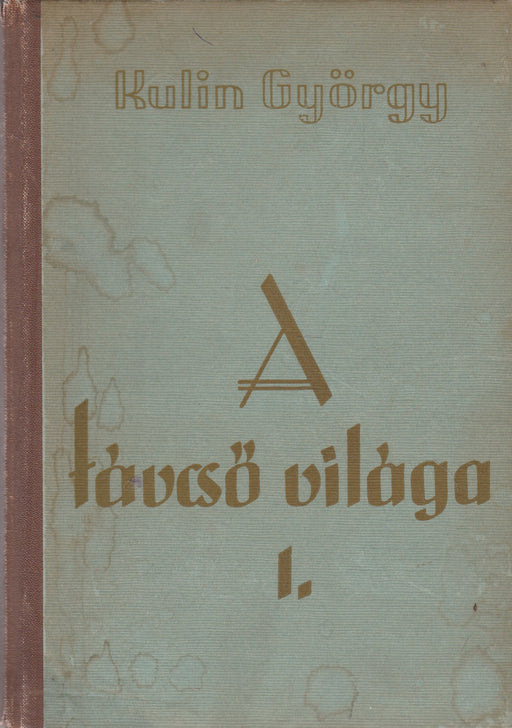 Kulin György
A
távcső világa
I.